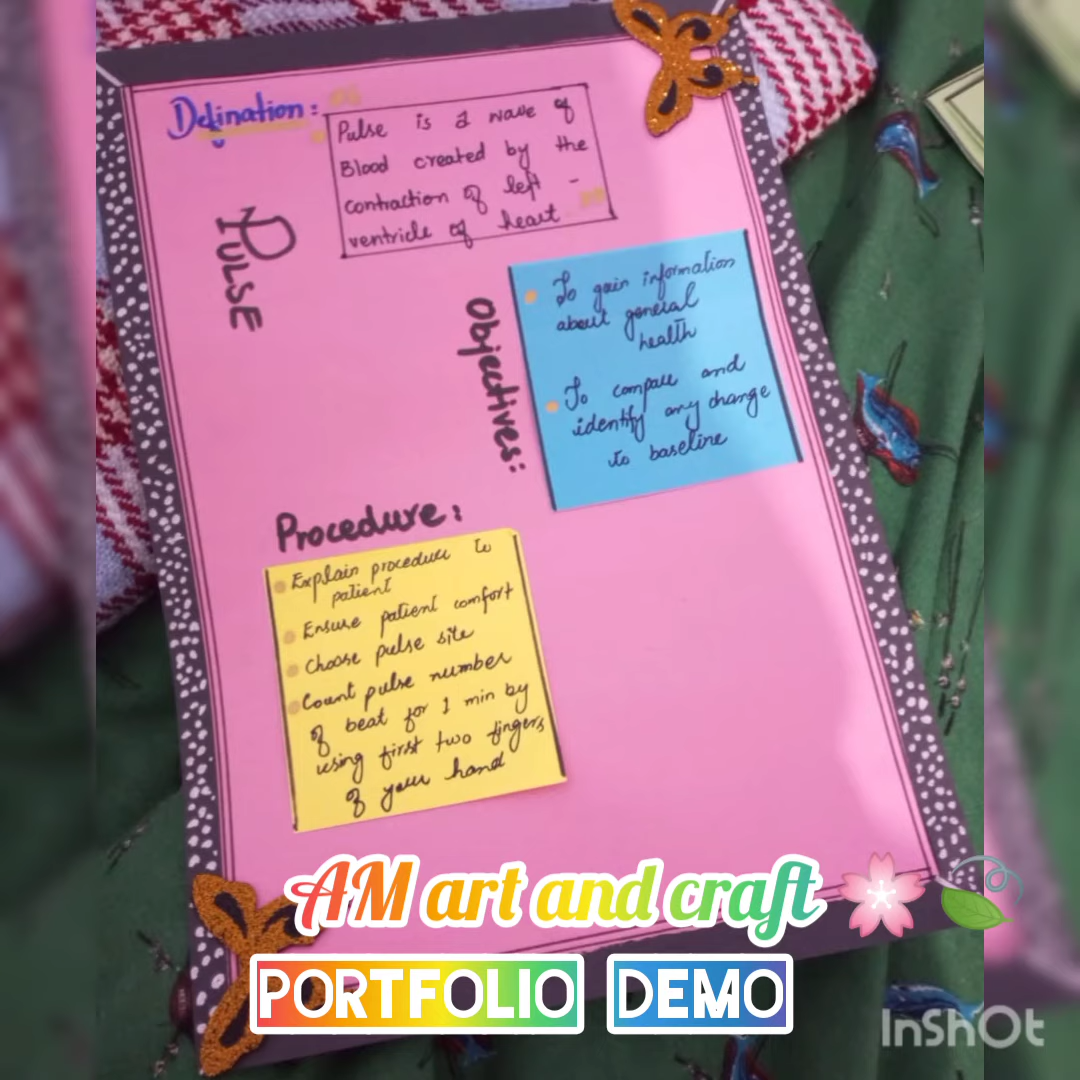 Defination:
Pulse is a wave of
Blood created by the
contraction of left -
ventricle of heart
PULSE
Objectives:
To gain information
about general
health
To compare and
identify any change
to baseline
Procedure:
Explain procedure to
patient
Ensure patient comfort
Choose pulse site
Count pulse number
of beat for 1 min by
using first two fingers
of your hand
AM art and craft
PORTFOLIO DEMO
InShOt